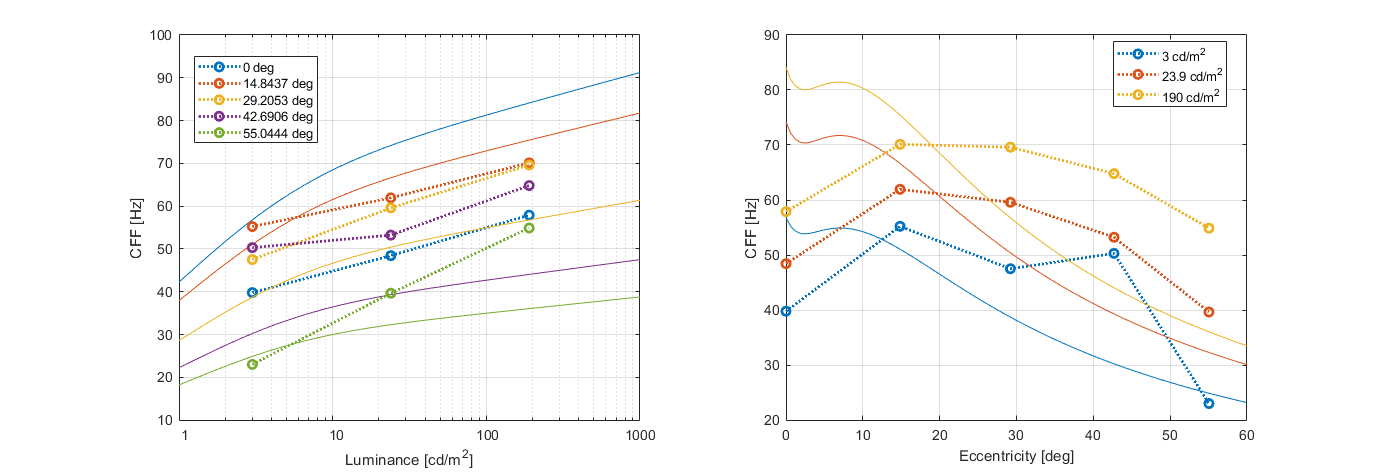 100
90
80
70
60
50
40
30
20
10
CFF [Hz]
0 deg
14.8437 deg
29.2053 deg
42.6906 deg
55.0444 deg
1 10 100 1000
Luminance [cd/m2]
90
80
70
60
50
40
30
20
CFF [Hz]
3 cd/m2
23.9 cd/m2
190 cd/m2
0 10 20 30 40 50 60
Eccentricity [deg]